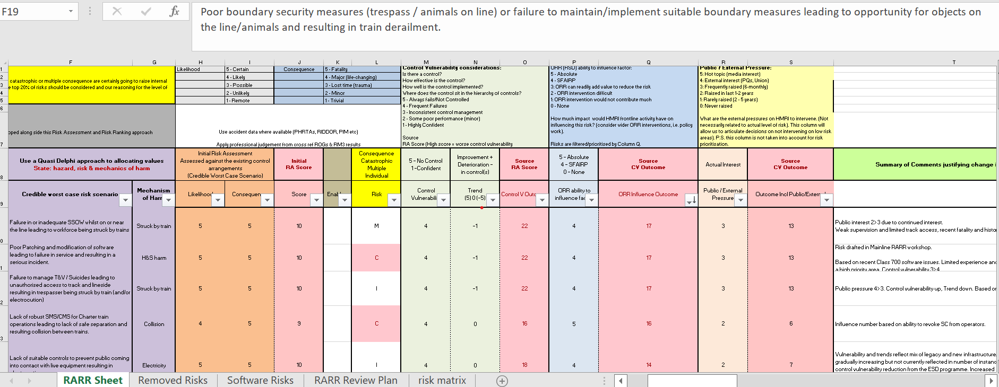 F19
fx
Poor boundary security measures (trespass / animals on line) or failure to maintain/implement suitable boundary measures leading to opportunity for objects on
the line/animals and resulting in train derailment.
F G H I J K L M N O P Q R S T
1
2
3
4
5
6
7
8
9
catastrophic or multiple consequence are certainly going to raise internal
top 20% of risks should be considered and our reasoning for the level of
along side this Risk Assessment and Risk Ranking approach
Likelihood
5 - Certain
4 - Likely
3 - Possible
2 - Unlikely
1 - Remote
Consequence
5 - Fatality
4 - Major (life-changing)
3 - Lost time (trauma)
2 - Minor
1 - Trivial
Use accident data where available (PHRTAs, RIDDOR, PIM etc)
Apply professional judgement from cross ref ROGs & RM3 results
Control Vulnerability considerations:
Is there a control?
How effective is the control?
How well is the control implemented?
Where does the control sit in the hierarchy of controls?
5 - Always fails/Not Controlled
4 - Frequent Failures
3 - Inconsistent control management
2 - Some poor performance (minor)
1 - Highly Confident
Source
RA Score (High score = worse control vulnerability
ORR (RSD) ability to influence factor:
5 - Absolute
4 - SFAIRP
3: ORR can readily add value to reduce the risk
2 - ORR intervention difficult
1: ORR intervention would not contribute much
0 - None
How much impact would HMRI frontline activity have on
influencing this risk? (consider wider ORR interventions, i.e. policy
work).
Risks are filtered/prioritised by Column Q.
Public / External Pressure:
5: Hot topic (media interest)
4: External interest (PQs, Union)
3: Frequently raised (6-monthly)
2: Raised in last 1-2 years
1: Rarely raised (2 - 5 years)
0: Never raised
What are the external pressures on HMRI to intervene. (Not
necessarily related to actual level of risk). This column will
allow us to articulate decisions on not intervening on low risk
areas). P.S. this column is not taken into account for risk
prioritisation.
Use a Quasi Delphi approach to allocating values
State: hazard, risk & mechanics of harm
Initial Risk Assessment
Assessed against the existing control
arrangements
(Credible Worst Case Scenario)
Initial
RA Score
Consequence
Catastrophic
Multiple
Individual
5 - No Control
1 -Confident
Improvement +
Deterioration -
in control(s)
Source
RA Score
5 - Absolute
4 - SFAIRP
0 - None
Source
CV Outcome
Actual Interest
Source
CV Outcome
Summary of Comments justifying change i
Credible worst case risk scenario
Mechanism
of Har
Likelihood
Consequen
Score
Enab
Risk
Control
Vulnerabili
Trend
(5) 0 (-5)
Control V Outc
ORR ability to
influence fac
ORR Influence Outcome
Public / External
Pressure
Outcome Incl Public/Extern
Failure in or inadequate SSOW whilst on or near
the line leading to workforce being struck by trains
Struck by train
5 5 10 M 4 -1 22 4 17 3 13
Public interest 2>3 due to continued interest.
Weak supervision and limited track access, recent fatality and histo
Poor Patching and modification of software
leading to failure in service and resulting in a
serious incident.
H&S harm
5 5 10 C 4 -1 22 4 17 3 13
Risk drafted in Mainline RARR workshop.
Based on recent Class 700 software issues. Limited experience and
a high priority area. Control vulnerability 3>4
Failure to manage T&V / Suicides leading to
unauthorised access to track and lineside
resulting in trespasser being struck by train (and/or
electrocution)
Struck by train
5 5 10 I 4 -1 22 4 17 3 13
Public pressure 4>3. Control vulnerability up, Trend down. Based or
Lack of robust SMS/CMS for Charter train
operations leading to lack of safe separation and
resulting collision between trains.
Collision
4 5 9 C 4 0 16 5 16 2 6
Influence number based on ability to revoke SC from operators.
Lack of suitable controls to prevent public coming
into contact with live equipment resulting in
Electricity
5 5 10 I 4 0 18 4 14 2 7
Vulnerability and trends reflect mix of legacy and new infrastructure.
gradually increasing but not currently reflected in number of instanc
control vulnerability reduction from the ESD programme. Increased
RARR Sheet Removed Risks Software Risks RARR Review Plan risk matrix